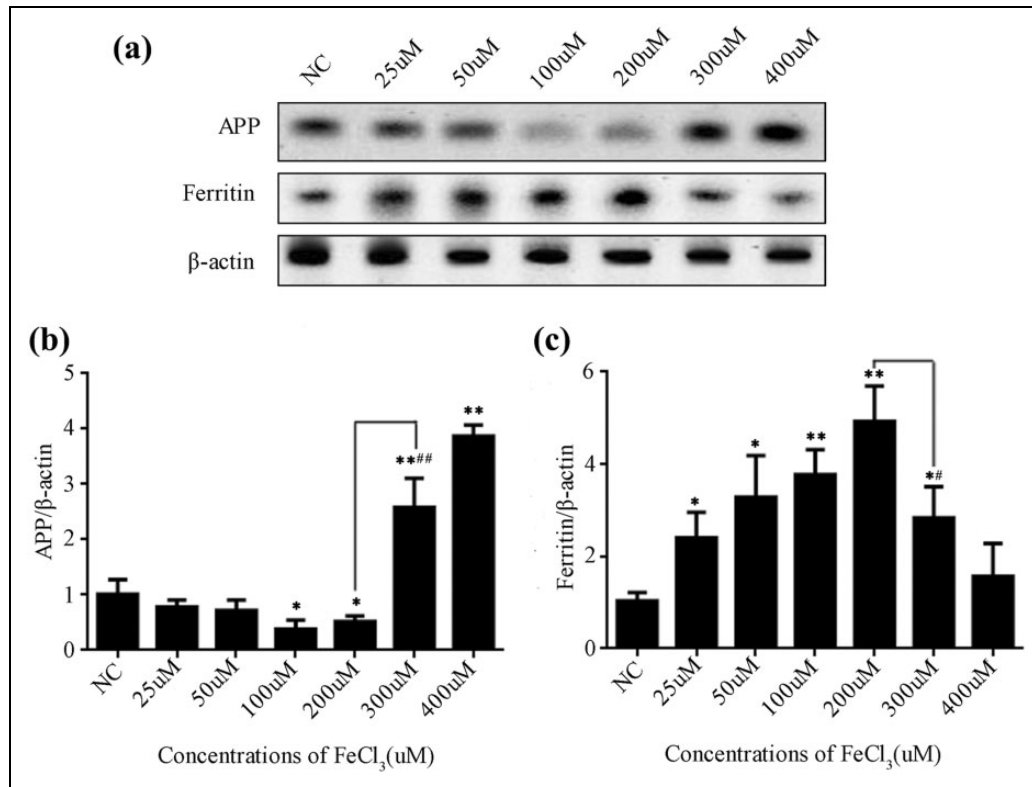 (a)
NC 25uM 50uM 100uM 200uM 300uM 400uM
APP
Ferritin
β-actin
(b)
APP/β-actin
5
4
3
2
1
0
**
**##
*
*
NC 25uM 50uM 100uM 200uM 300uM 400uM
Concentrations of FeCl₃(uM)
(c)
Ferritin/β-actin
6
4
2
0
*
*
**
**
*#
NC 25uM 50uM 100uM 200uM 300uM 400uM
Concentrations of FeCl₃(uM)